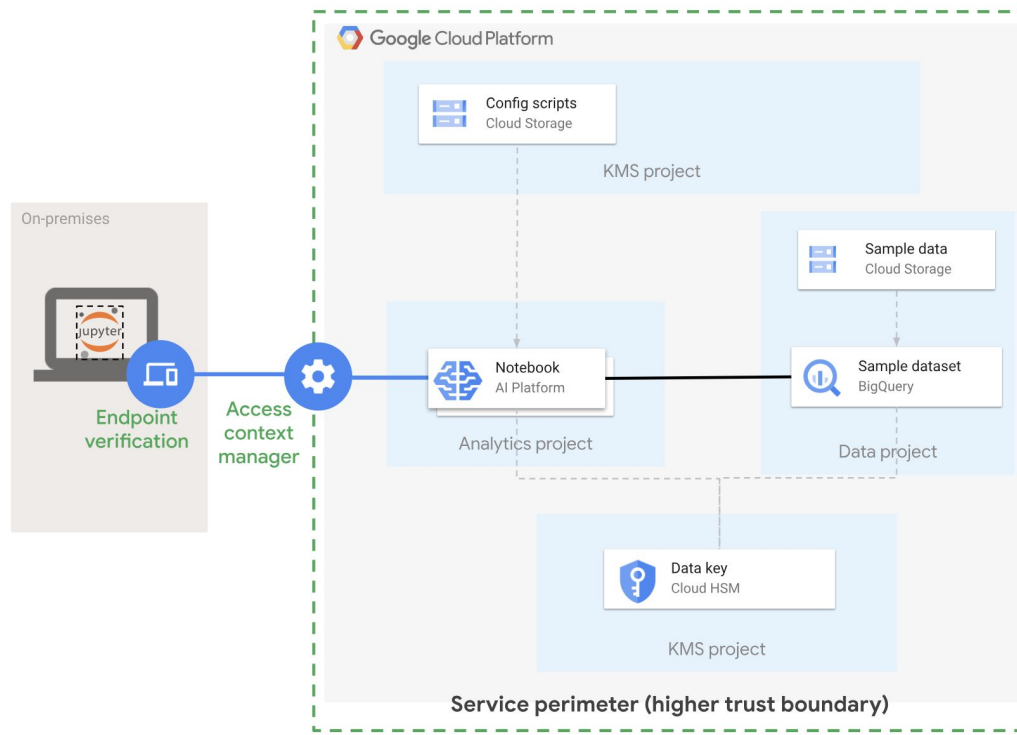 Google Cloud Platform
Config scripts
Cloud Storage
KMS project
On-premises
Sample data
Cloud Storage
jupyter
Notebook
AI Platform
Sample dataset
BigQuery
Endpoint
verification
Access
context
manager
Analytics project
Data project
Data key
Cloud HSM
KMS project
Service perimeter (higher trust boundary)